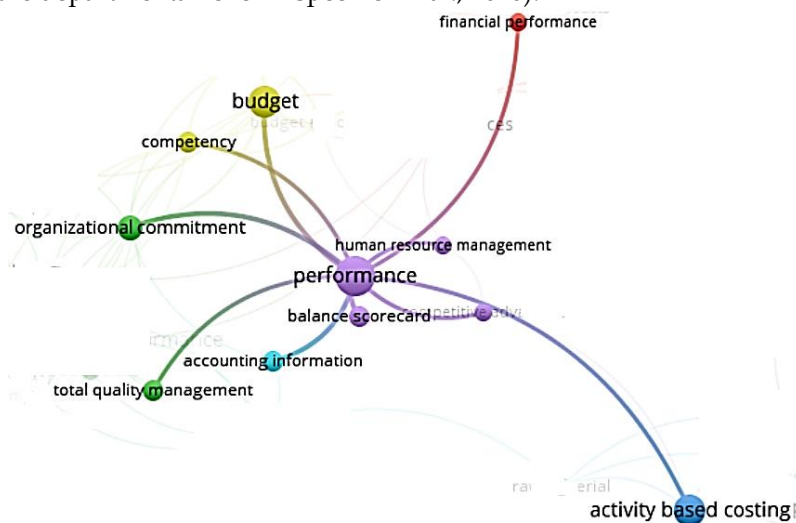 financial performance
budget
ces
competency
organizational commitment
human resource management
performance
balance scorecard
accounting information
total quality management
activity based costing